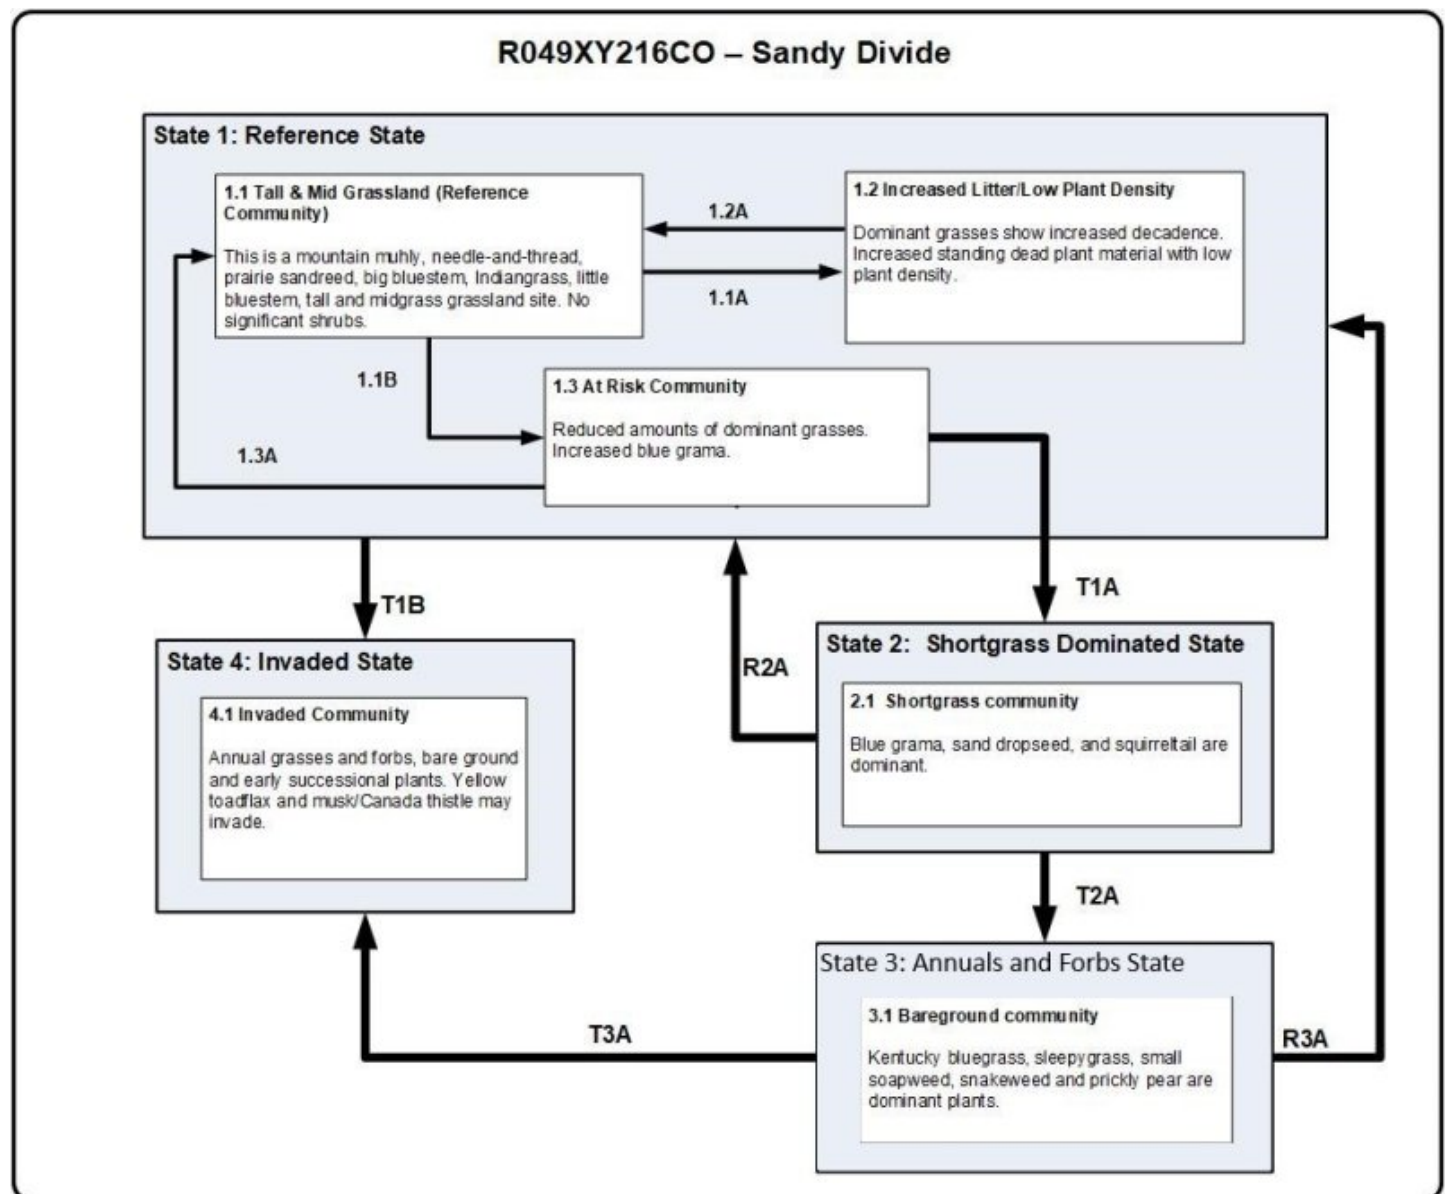 R049XY216CO – Sandy Divide
State 1: Reference State
1.1 Tall & Mid Grassland (Reference
Community)
This is a mountain muhly, needle-and-thread,
prairie sandreed, big bluestem, Indiangrass, little
bluestem, tall and midgrass grassland site. No
significant shrubs.
1.2A
1.1A
1.2 Increased Litter/Low Plant Density
Dominant grasses show increased decadence.
Increased standing dead plant material with low
plant density.
1.1B
1.3 At Risk Community
Reduced amounts of dominant grasses.
Increased blue grama.
1.3A
T1B
T1A
R2A
State 4: Invaded State
4.1 Invaded Community
Annual grasses and forbs, bare ground
and early successional plants. Yellow
toadflax and musk/Canada thistle may
invade.
State 2: Shortgrass Dominated State
2.1 Shortgrass community
Blue grama, sand dropseed, and squirreltail are
dominant.
T2A
State 3: Annuals and Forbs State
3.1 Bareground community
Kentucky bluegrass, sleepygrass, small
soapweed, snakeweed and prickly pear are
dominant plants.
T3A
R3A